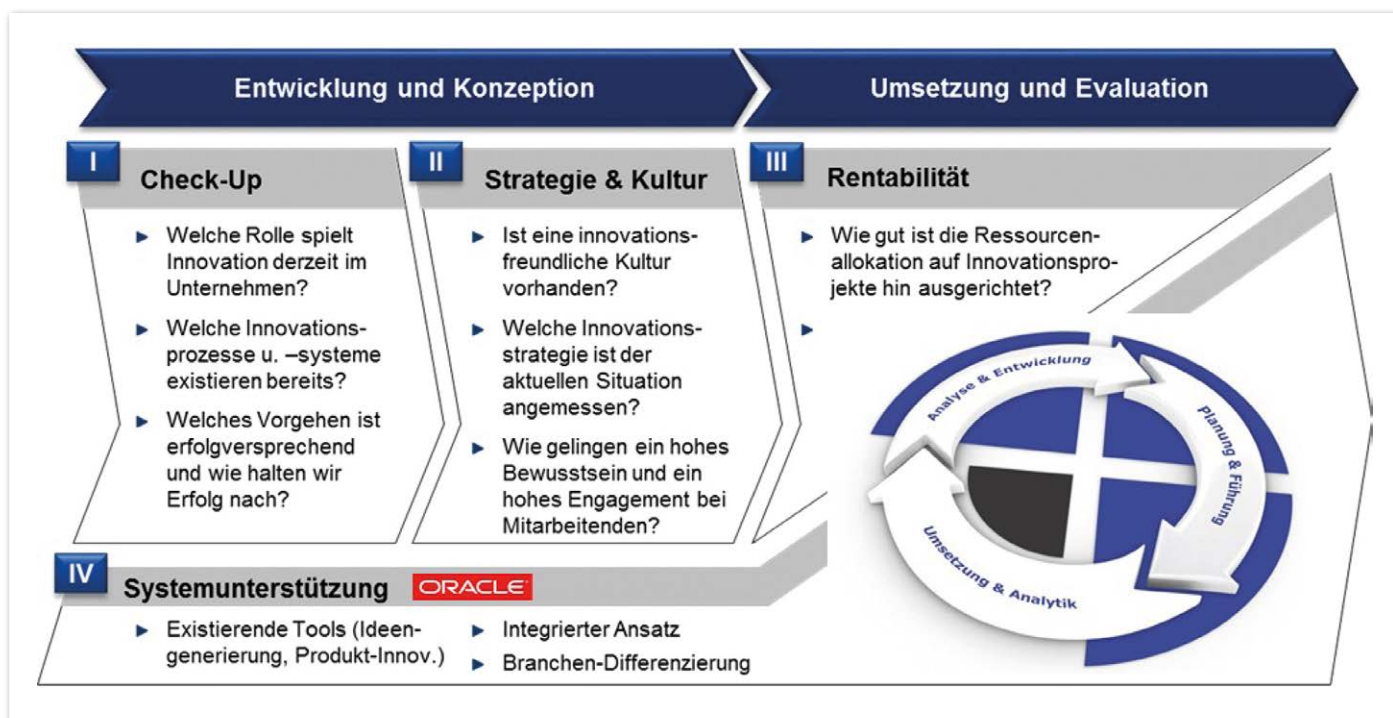 Entwicklung und Konzeption
Umsetzung und Evaluation
I
Check-Up
► Welche Rolle spielt
Innovation derzeit im
Unternehmen?
► Welche Innovations-
prozesse u. –systeme
existieren bereits?
► Welches Vorgehen ist
erfolgversprechend
und wie halten wir
Erfolg nach?
II
Strategie & Kultur
► Ist eine innovations-
freundliche Kultur
vorhanden?
► Welche Innovations-
strategie ist der
aktuellen Situation
angemessen?
► Wie gelingen ein hohes
Bewusstsein und ein
hohes Engagement bei
Mitarbeitenden?
III
Rentabilität
► Wie gut ist die Ressourcen-
allokation auf Innovationspro-
jekte hin ausgerichtet?
►
Analyse & Entwicklung
Planung & Führung
Umsetzung & Analytik
IV
Systemunterstützung
ORACLE
► Existierende Tools (Ideen-
generierung, Produkt-Innov.)
► Integrierter Ansatz
► Branchen-Differenzierung